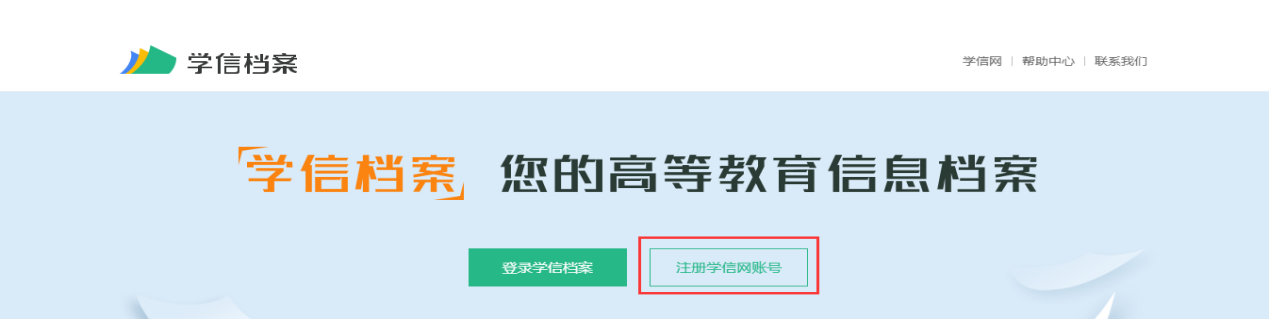 学信档案
学信网 | 帮助中心 | 联系我们
「学信档案」 您的高等教育信息档案
登录学信档案
注册学信网账号